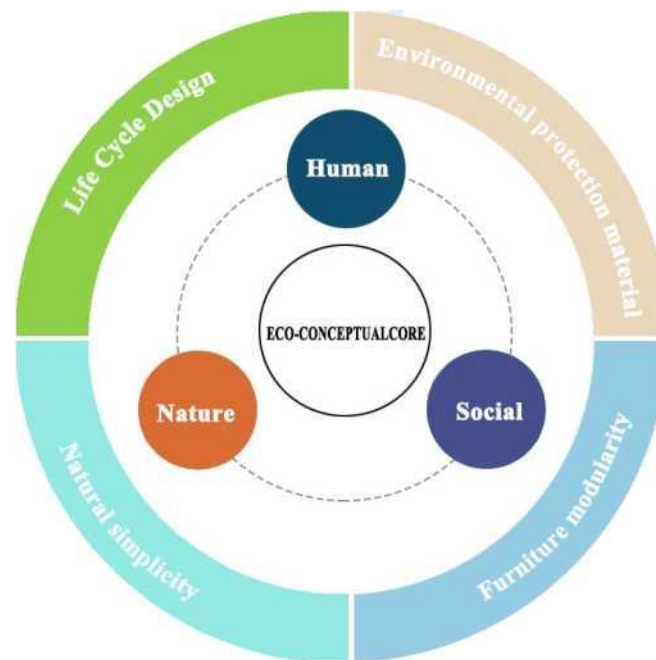 Life Cycle Design
Environmental protection material
Human
ECO-CONCEPTUALCORE
Nature
Social
Natural simplicity
Furniture modularity